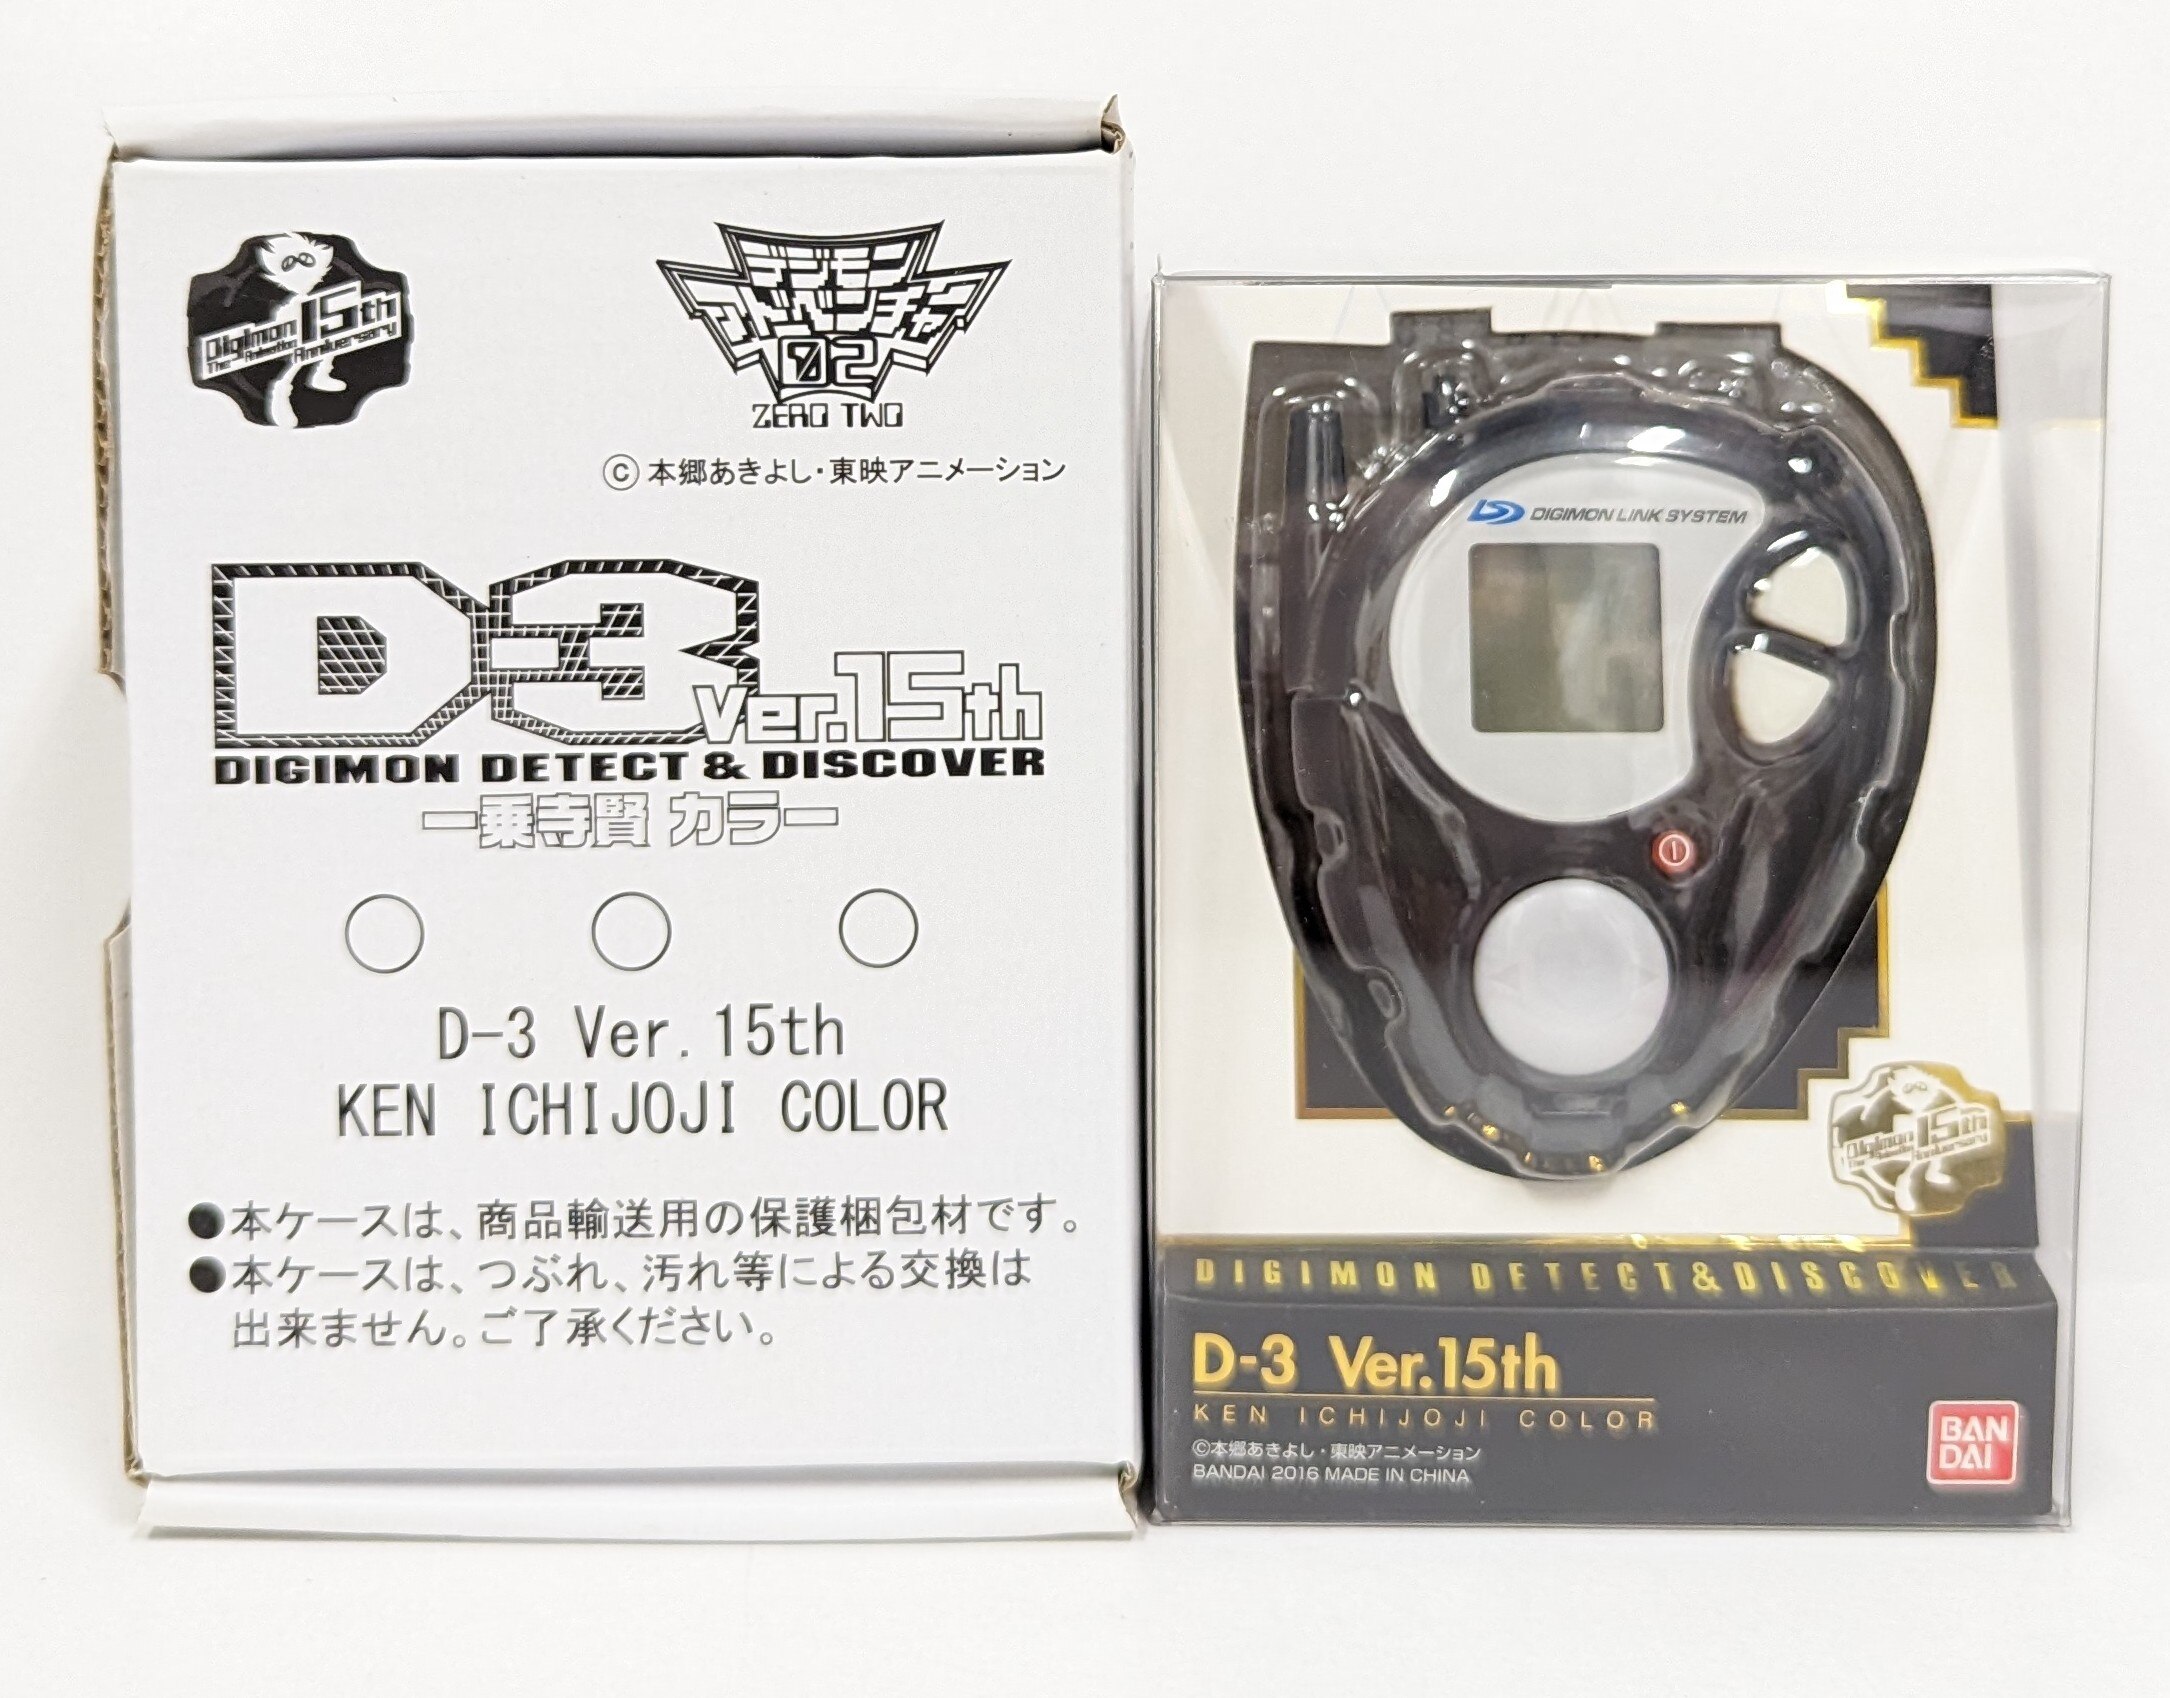 Digimon 15th
The Animation Anniversary
デジモン
アドベンチャー
02
ZERO TWO
©本郷あきよし・東映アニメーション
D-3 Ver.15th
DIGIMON DETECT & DISCOVER
一乗寺賢 カラー
D-3 Ver.15th
KEN ICHIJOJI COLOR
●本ケースは、商品輸送用の保護梱包材です。
●本ケースは、つぶれ、汚れ等による交換は
出来ません。ご了承ください。
DIGIMON LINK SYSTEM
Digimon 15th
The Animation Anniversary
DIGIMON DETECT&DISCOVER
D-3 Ver.15th
KEN ICHIJOJI COLOR
©本郷あきよし・東映アニメーション
BANDAI 2016 MADE IN CHINA
BAN
DAI